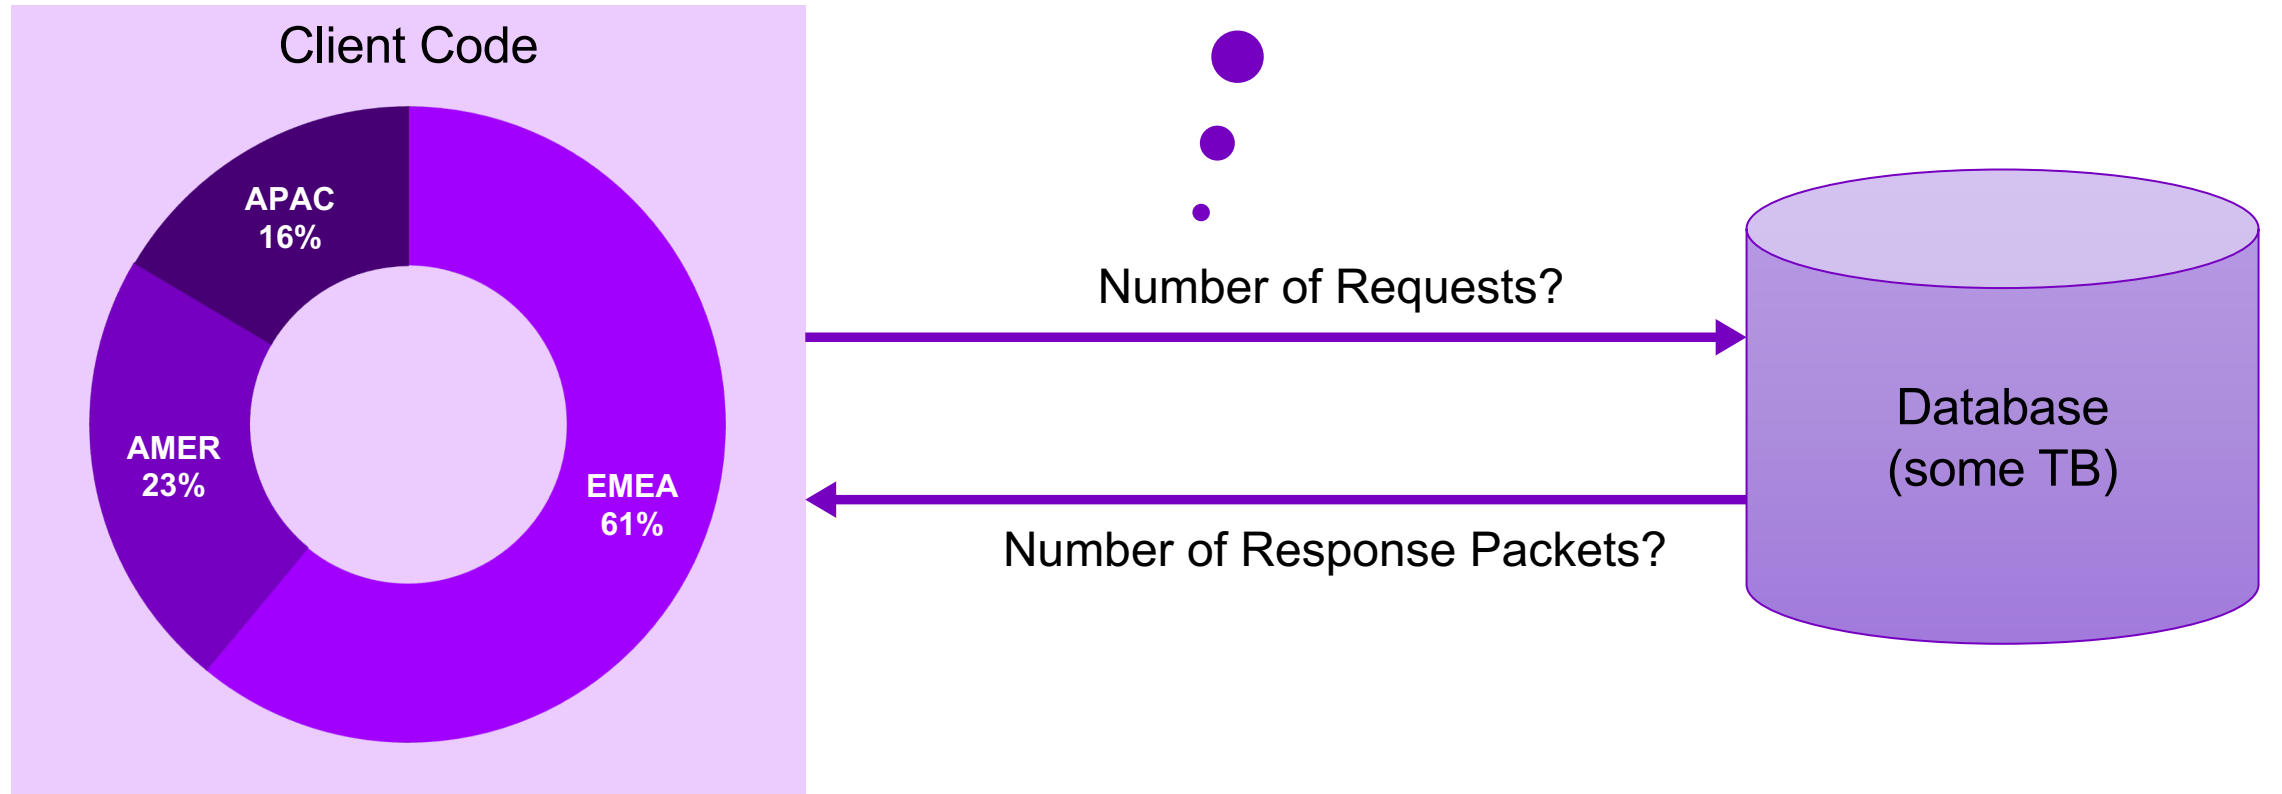 Client Code
APAC
16%
AMER
23%
EMEA
61%
Number of Requests?
Number of Response Packets?
Database
(some TB)